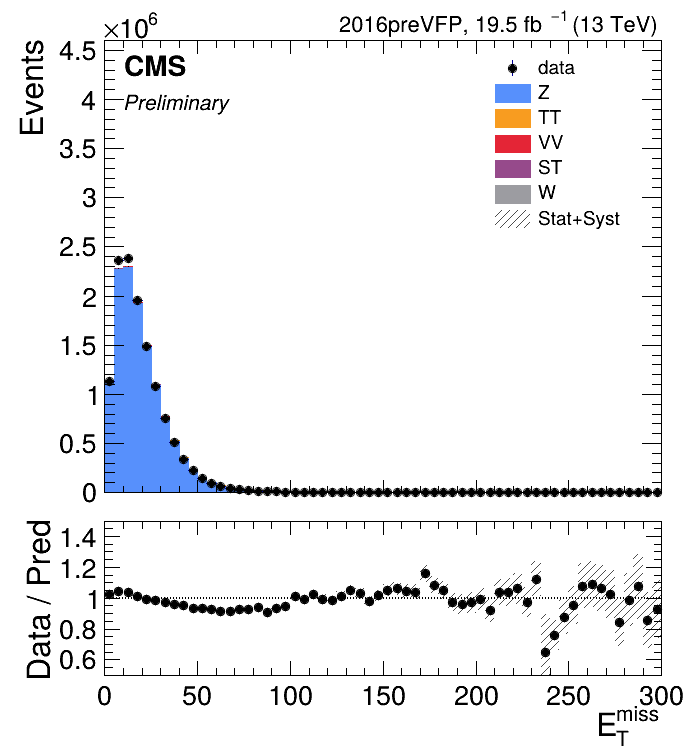 ×10⁶
2016preVFP, 19.5 fb ⁻¹ (13 TeV)
CMS
Preliminary
data
Z
TT
VV
ST
W
Stat+Syst
Events
4.5
4
3.5
3
2.5
2
1.5
1
0.5
0
Data / Pred
1.4
1.2
1
0.8
0.6
0 50 100 150 200 250 300
E_T^miss